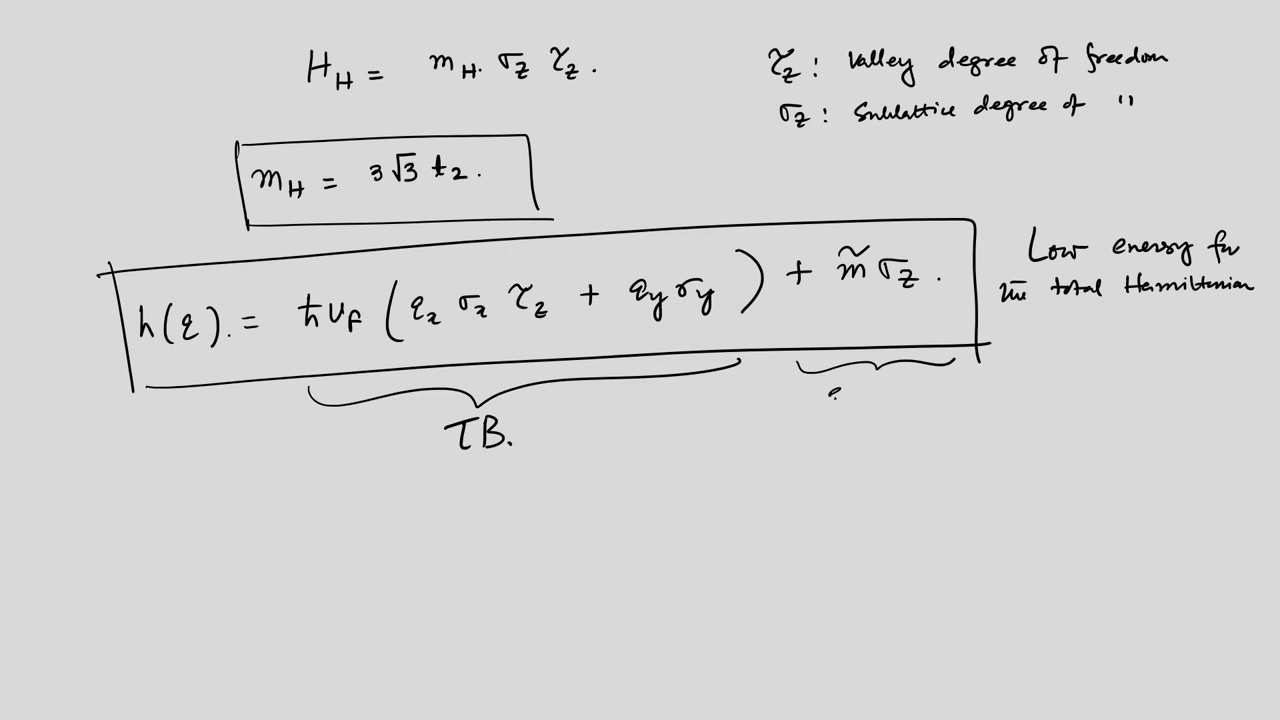 H_H = m_H. σ_z τ_z .
τ_z : Valley degree of freedom
σ_z : Sublattice degree of "
m_H = 3√3 t_2 .
h(q). = ħv_F ( q_x σ_x τ_z + q_y σ_y ) + m̃ σ_z .
Low energy for
the total Hamiltonian
TB.